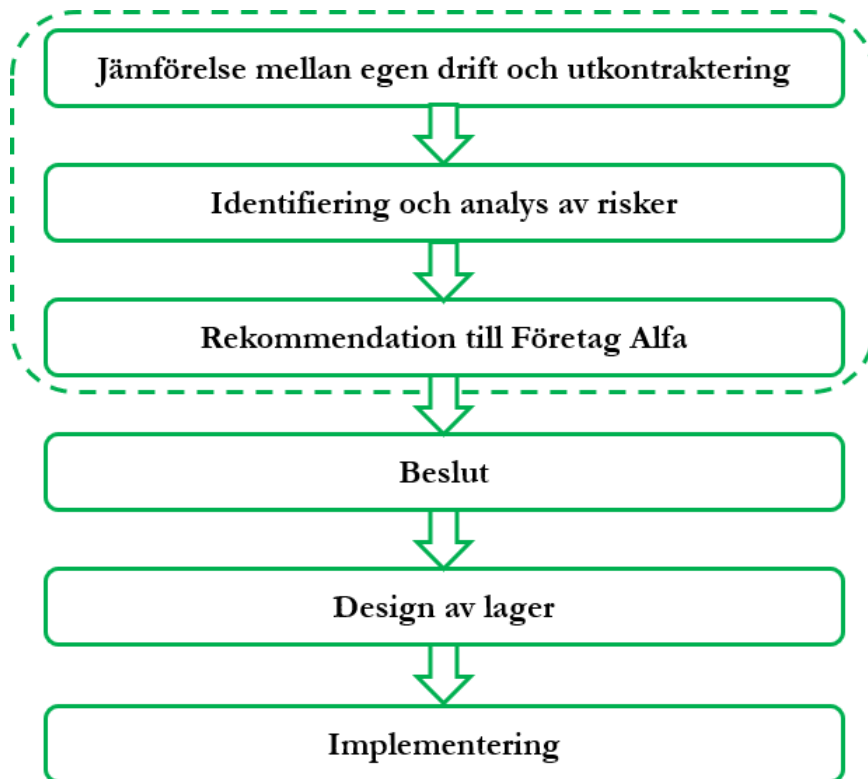 Jämförelse mellan egen drift och utkontraktering
Identifiering och analys av risker
Rekommendation till Företag Alfa
Beslut
Design av lager
Implementering